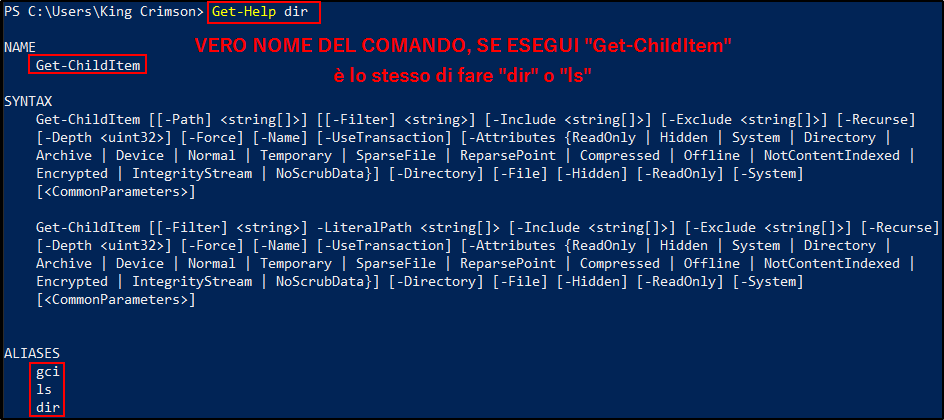 PS C:\Users\King Crimson> Get-Help dir
NAME
VERO NOME DEL COMANDO, SE ESEGUI "Get-ChildItem"
Get-ChildItem
è lo stesso di fare "dir" o "ls"
SYNTAX
Get-ChildItem [[-Path] <string[]>] [[-Filter] <string>] [-Include <string[]>] [-Exclude <string[]>] [-Recurse]
[-Depth <uint32>] [-Force] [-Name] [-UseTransaction] [-Attributes {ReadOnly | Hidden | System | Directory |
Archive | Device | Normal | Temporary | SparseFile | ReparsePoint | Compressed | Offline | NotContentIndexed |
Encrypted | IntegrityStream | NoScrubData}] [-Directory] [-File] [-Hidden] [-ReadOnly] [-System]
[<CommonParameters>]
Get-ChildItem [[-Filter] <string>] -LiteralPath <string[]> [-Include <string[]>] [-Exclude <string[]>] [-Recurse]
[-Depth <uint32>] [-Force] [-Name] [-UseTransaction] [-Attributes {ReadOnly | Hidden | System | Directory |
Archive | Device | Normal | Temporary | SparseFile | ReparsePoint | Compressed | Offline | NotContentIndexed |
Encrypted | IntegrityStream | NoScrubData}] [-Directory] [-File] [-Hidden] [-ReadOnly] [-System]
[<CommonParameters>]
ALIASES
gci
ls
dir